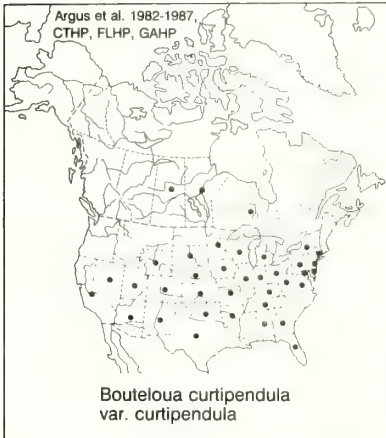 Argus et al. 1982-1987,
CTHP, FLHP, GAHP
Bouteloua curtipendula
var. curtipendula